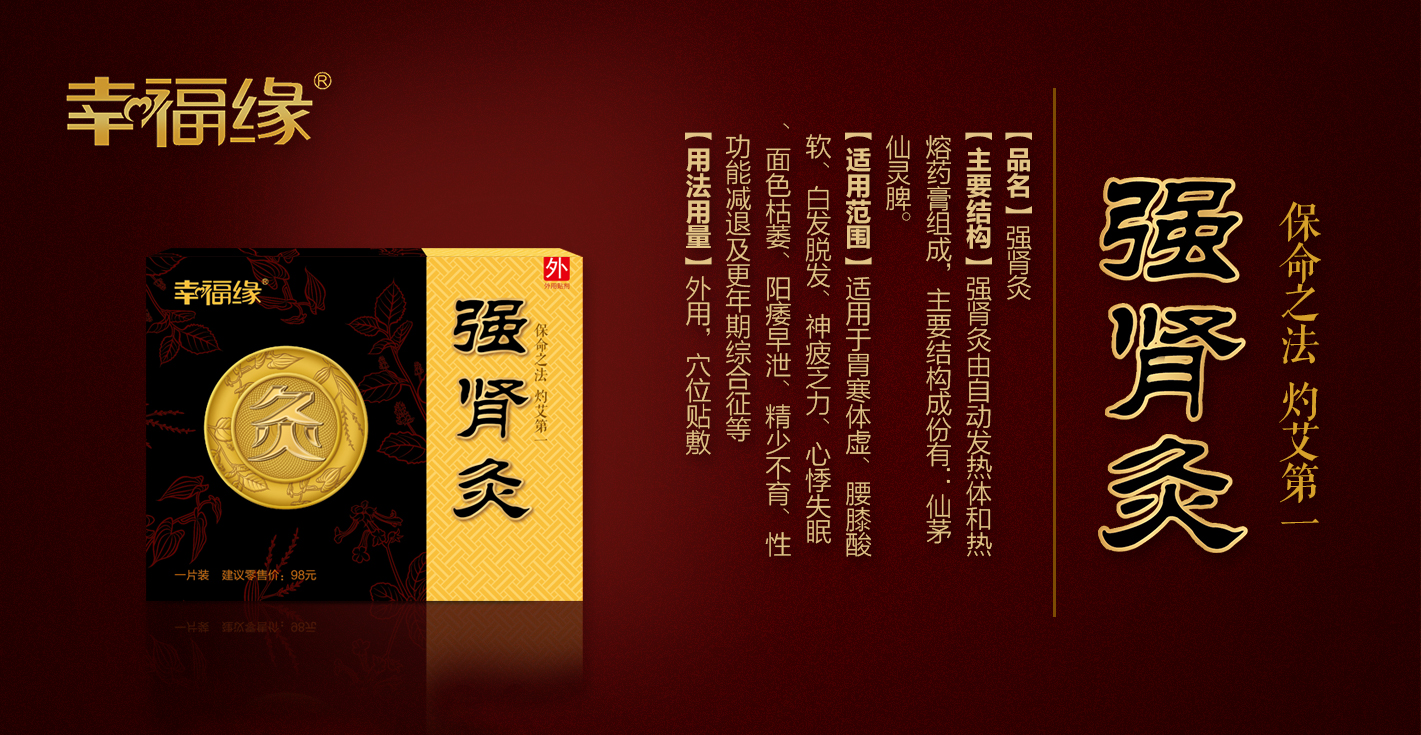 幸福缘®
保命之法 灼艾第一
强肾灸
【品名】强肾灸
【主要结构】强肾灸由自动发热体和热
熔药膏组成，主要结构成份有：仙茅
仙灵脾。
【适用范围】适用于胃寒体虚、腰膝酸
软、白发脱发、神疲乏力、心悸失眠
、面色枯萎、阳痿早泄、精少不育、性
功能减退及更年期综合征等
【用法用量】外用，穴位贴敷
幸福缘®
灸
一片装 建议零售价：98元
外
外用贴剂
保命之法 灼艾第一
强肾灸